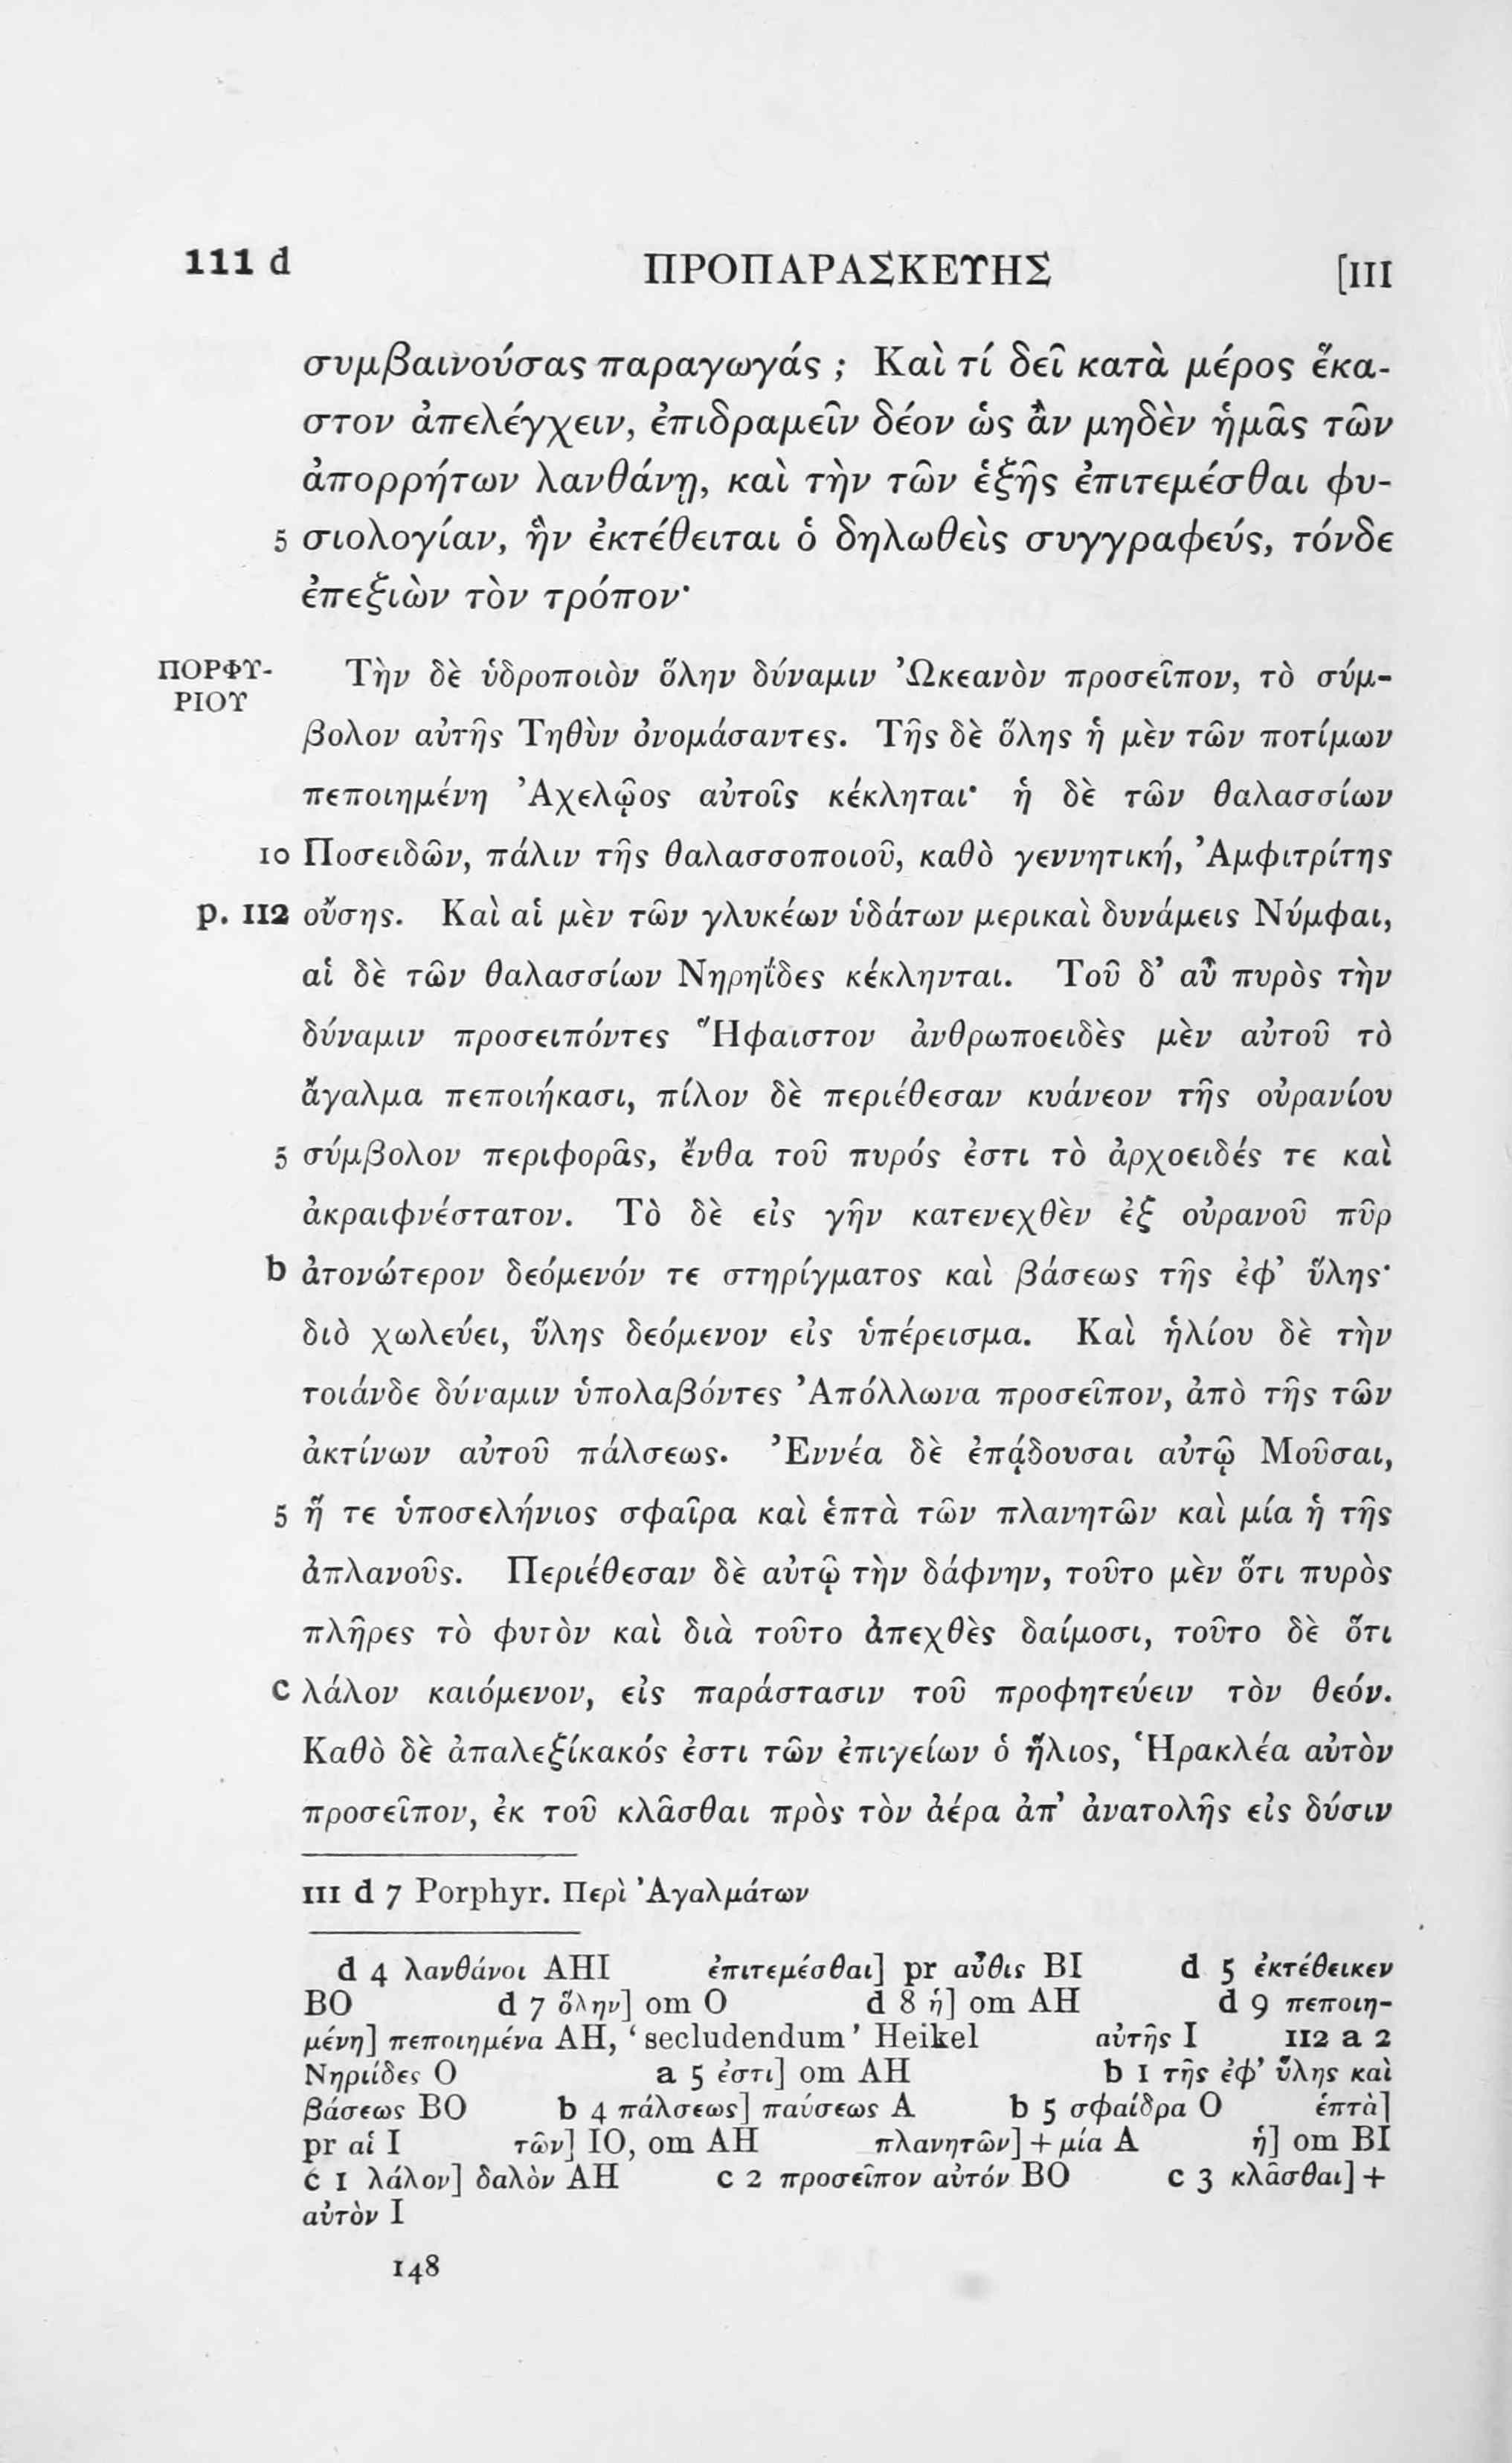 111 d ΠΡΟΠΑΡΑΣΚΕΥΗΣ [III
συμβαινούσας παραγωγάς ; Καὶ τί δεῖ κατὰ μέρος ἕκα-
στον ἀπελέγχειν, ἐπιδραμεῖν δέον ὡς ἂν μηδὲν ἡμᾶς τῶν
ἀπορρήτων λανθάνῃ, καὶ τὴν τῶν ἑξῆς ἐπιτεμέσθαι φυ-
5 σιολογίαν, ἣν ἐκτέθειται ὁ δηλωθεὶς συγγραφεύς, τόνδε
ἐπεξιὼν τὸν τρόπον·
ΠΟΡΦΥ- Τὴν δὲ ὑδροποιὸν ὅλην δύναμιν Ὠκεανὸν προσεῖπον, τὸ σύμ-
ΡΙΟΥ
βολον αὐτῆς Τηθὺν ὀνομάσαντες. Τῆς δὲ ὅλης ἡ μὲν τῶν ποτίμων
πεποιημένη Ἀχελῷος αὐτοῖς κέκληται· ἡ δὲ τῶν θαλασσίων
10 Ποσειδῶν, πάλιν τῆς θαλασσοποιοῦ, καθὸ γεννητική, Ἀμφιτρίτης
p. 112 οὔσης. Καὶ αἱ μὲν τῶν γλυκέων ὑδάτων μερικαὶ δυνάμεις Νύμφαι,
αἱ δὲ τῶν θαλασσίων Νηρηΐδες κέκληνται. Τοῦ δ’ αὖ πυρὸς τὴν
δύναμιν προσειπόντες Ἥφαιστον ἀνθρωποειδὲς μὲν αὐτοῦ τὸ
ἄγαλμα πεποιήκασι, πίλον δὲ περιέθεσαν κυάνεον τῆς οὐρανίου
5 σύμβολον περιφορᾶς, ἔνθα τοῦ πυρός ἐστι τὸ ἀρχοειδές τε καὶ
ἀκραιφνέστατον. Τὸ δὲ εἰς γῆν κατενεχθὲν ἐξ οὐρανοῦ πῦρ
b ἀτονώτερον δεόμενόν τε στηρίγματος καὶ βάσεως τῆς ἐφ’ ὕλης·
διὸ χωλεύει, ὕλης δεόμενον εἰς ὑπέρεισμα. Καὶ ἡλίου δὲ τὴν
τοιάνδε δύναμιν ὑπολαβόντες Ἀπόλλωνα προσεῖπον, ἀπὸ τῆς τῶν
ἀκτίνων αὐτοῦ πάλσεως. Ἐννέα δὲ ἐπᾴδουσαι αὐτῷ Μοῦσαι,
5 ἥ τε ὑποσελήνιος σφαῖρα καὶ ἑπτὰ τῶν πλανητῶν καὶ μία ἡ τῆς
ἀπλανοῦς. Περιέθεσαν δὲ αὐτῷ τὴν δάφνην, τοῦτο μὲν ὅτι πυρὸς
πλῆρες τὸ φυτὸν καὶ διὰ τοῦτο ἀπεχθὲς δαίμοσι, τοῦτο δὲ ὅτι
c λάλον καιόμενον, εἰς παράστασιν τοῦ προφητεύειν τὸν θεόν.
Καθὸ δὲ ἀπαλεξίκακός ἐστι τῶν ἐπιγείων ὁ ἥλιος, Ἡρακλέα αὐτὸν
προσεῖπον, ἐκ τοῦ κλᾶσθαι πρὸς τὸν ἀέρα ἀπ’ ἀνατολῆς εἰς δύσιν
111 d 7 Porphyr. Περὶ Ἀγαλμάτων
d 4 λανθάνοι AHI ἐπιτεμέσθαι] pr αὖθις BI d 5 ἐκτέθεικεν
BO d 7 ὅλην] om O d 8 ἡ] om AH d 9 πεποιη-
μένη] πεποιημένα AH, ‘ secludendum ’ Heikel αὐτῆς I 112 a 2
Νηριίδες O a 5 ἐστι] om AH b 1 τῆς ἐφ’ ὕλης καὶ
βάσεως BO b 4 πάλσεως] παύσεως A b 5 σφαίδρα O ἑπτὰ]
pr αἱ I τῶν] IO, om AH πλανητῶν] + μία A ἡ] om BI
c 1 λάλον] δαλὸν AH c 2 προσεῖπον αὐτόν BO c 3 κλᾶσθαι] +
αὐτὸν I
148